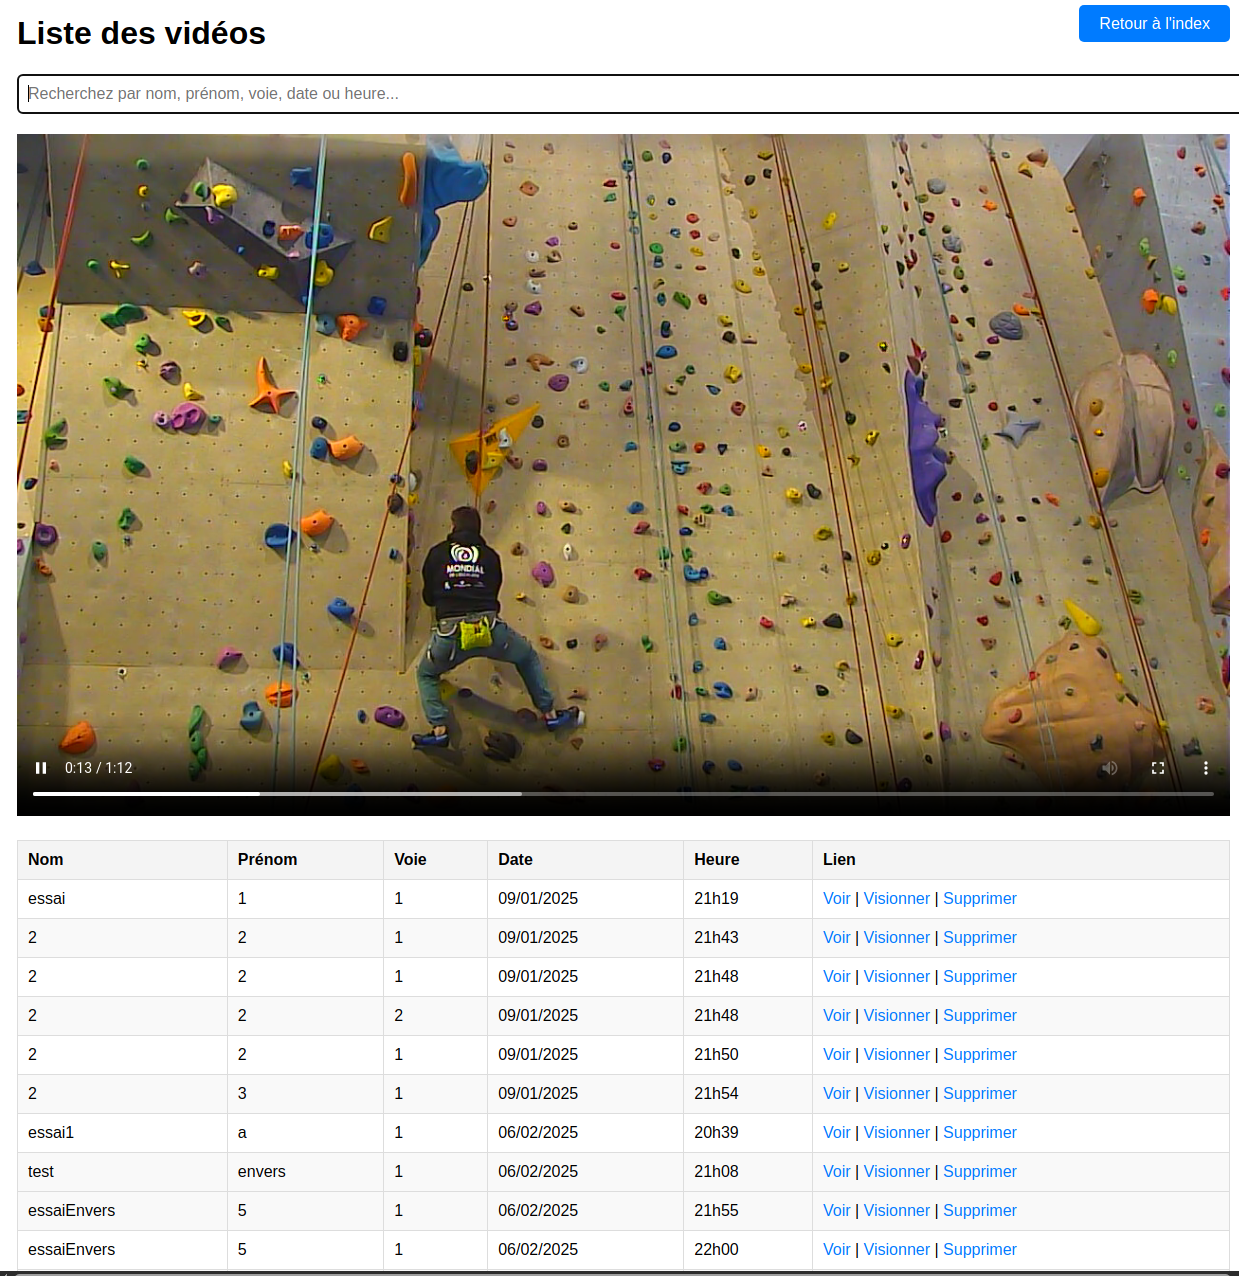 Liste des vidéos
Retour à l'index
Recherchez par nom, prénom, voie, date ou heure...
MONDIAL
0:13 / 1:12
Nom Prénom Voie Date Heure Lien
essai 1 1 09/01/2025 21h19 Voir | Visionner | Supprimer
2 2 1 09/01/2025 21h43 Voir | Visionner | Supprimer
2 2 1 09/01/2025 21h48 Voir | Visionner | Supprimer
2 2 2 09/01/2025 21h48 Voir | Visionner | Supprimer
2 2 1 09/01/2025 21h50 Voir | Visionner | Supprimer
2 3 1 09/01/2025 21h54 Voir | Visionner | Supprimer
essai1 a 1 06/02/2025 20h39 Voir | Visionner | Supprimer
test envers 1 06/02/2025 21h08 Voir | Visionner | Supprimer
essaiEnvers 5 1 06/02/2025 21h55 Voir | Visionner | Supprimer
essaiEnvers 5 1 06/02/2025 22h00 Voir | Visionner | Supprimer